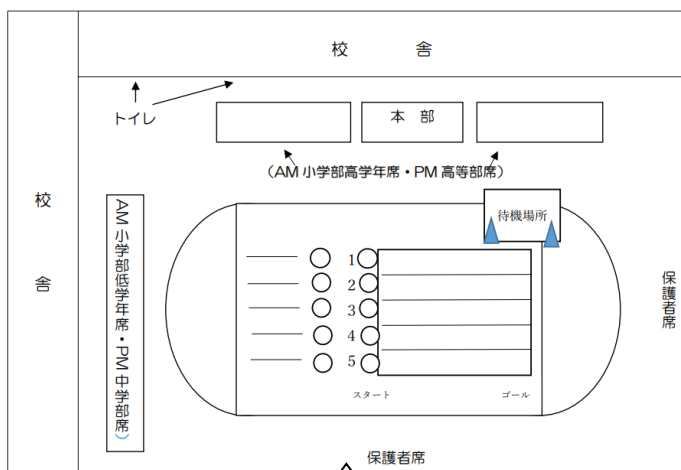 校 舎
トイレ
本 部
(AM 小学部高学年席・PM 高等部席)
校 舎
AM 小学部低学年席・PM 中学部席)
待機場所
1
2
3
4
5
スタート
ゴール
保護者席
保護者席